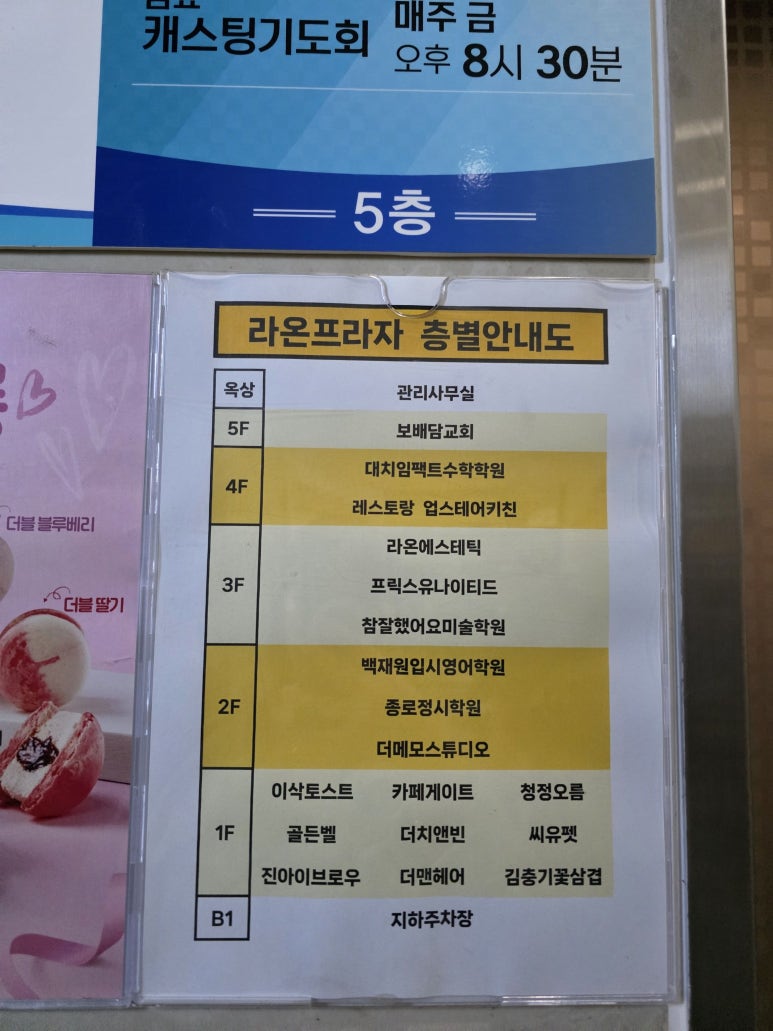 캐스팅기도회
매주 금
오후 8시 30분
5층
더블 블루베리
더블 딸기
라온프라자 층별안내도
옥상 관리사무실
5F 보배담교회
4F 대치임팩트수학학원
레스토랑 업스테어키친
3F 라온에스테틱
프릭스유나이티드
참잘했어요미술학원
2F 백재원입시영어학원
종로정시학원
더메모스튜디오
1F 이삭토스트 카페게이트 청정오름
골든벨 더치앤빈 씨유펫
진아이브로우 더맨헤어 김충기꽃삼겹
B1 지하주차장